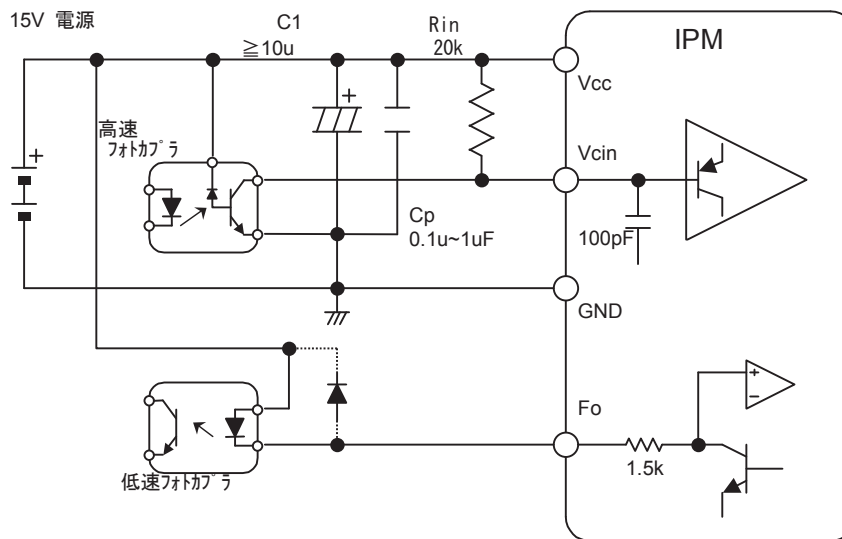 15V 電源
C1
≧10u
Rin
20k
IPM
Vcc
高速
フォトカプラ
+
+
Vcin
Cp
0.1u~1uF
100pF
GND
Fo
+
−
1.5k
低速フォトカプラ